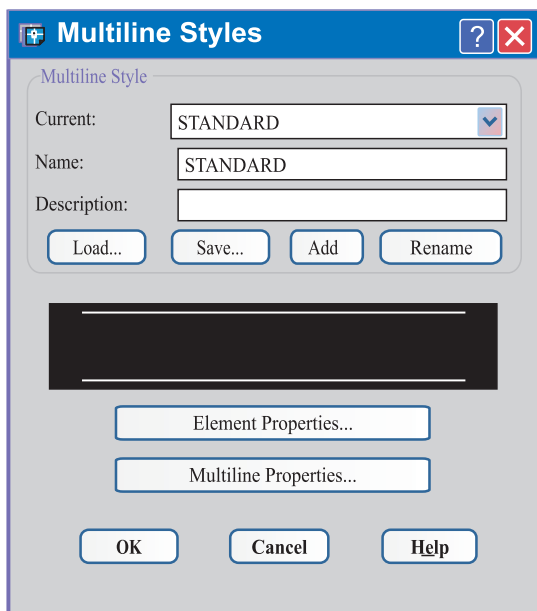 Multiline Styles ?
Multiline Style
Current: STANDARD
Name: STANDARD
Description:
Load... Save... Add Rename
Element Properties...
Multiline Properties...
OK Cancel Help